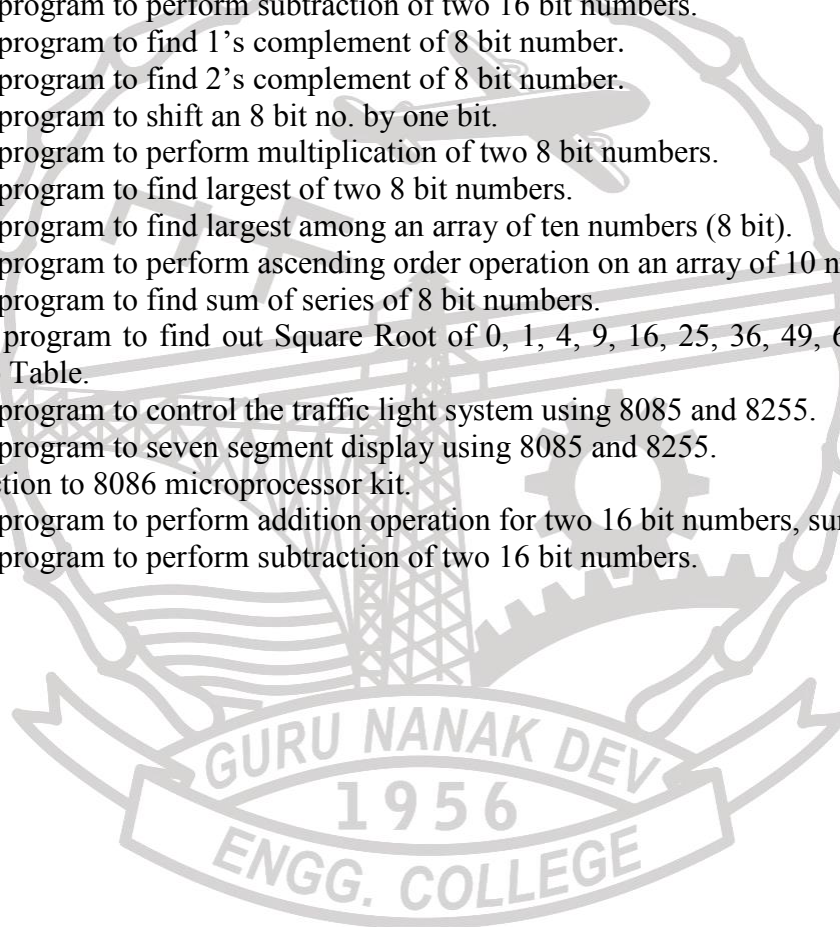 program to perform subtraction of two 16 bit numbers.
program to find 1's complement of 8 bit number.
program to find 2's complement of 8 bit number.
program to shift an 8 bit no. by one bit.
program to perform multiplication of two 8 bit numbers.
program to find largest of two 8 bit numbers.
program to find largest among an array of ten numbers (8 bit).
program to perform ascending order operation on an array of 10 n
program to find sum of series of 8 bit numbers.
program to find out Square Root of 0, 1, 4, 9, 16, 25, 36, 49, 6
Table.
program to control the traffic light system using 8085 and 8255.
program to seven segment display using 8085 and 8255.
tion to 8086 microprocessor kit.
program to perform addition operation for two 16 bit numbers, su
program to perform subtraction of two 16 bit numbers.
GURU NANAK DEV
1956
ENGG. COLLEGE